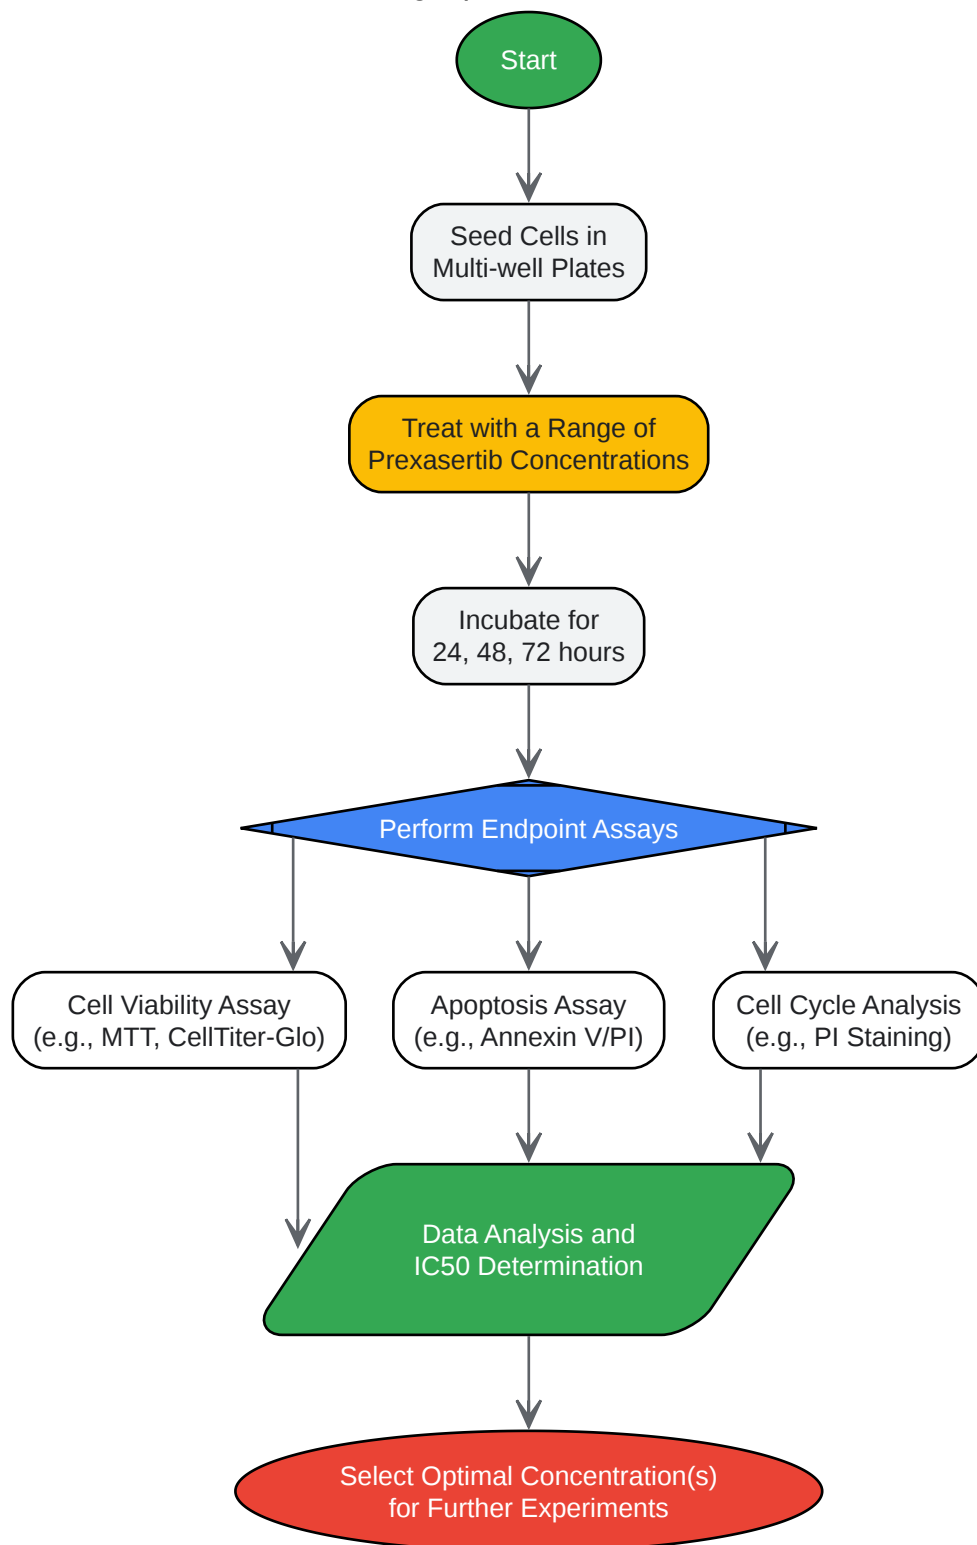 Start
Seed Cells in
Multi-well Plates
Treat with a Range of
Prexasertib Concentrations
Incubate for
24, 48, 72 hours
Perform Endpoint Assays
Cell Viability Assay
(e.g., MTT, CellTiter-Glo)
Apoptosis Assay
(e.g., Annexin V/PI)
Cell Cycle Analysis
(e.g., PI Staining)
Data Analysis and
IC50 Determination
Select Optimal Concentration(s)
for Further Experiments